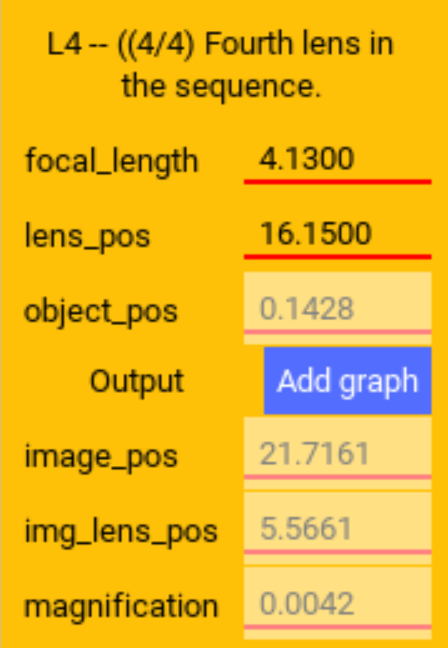 L4 -- ((4/4) Fourth lens in
the sequence.
focal_length 4.1300
lens_pos 16.1500
object_pos 0.1428
Output Add graph
image_pos 21.7161
img_lens_pos 5.5661
magnification 0.0042